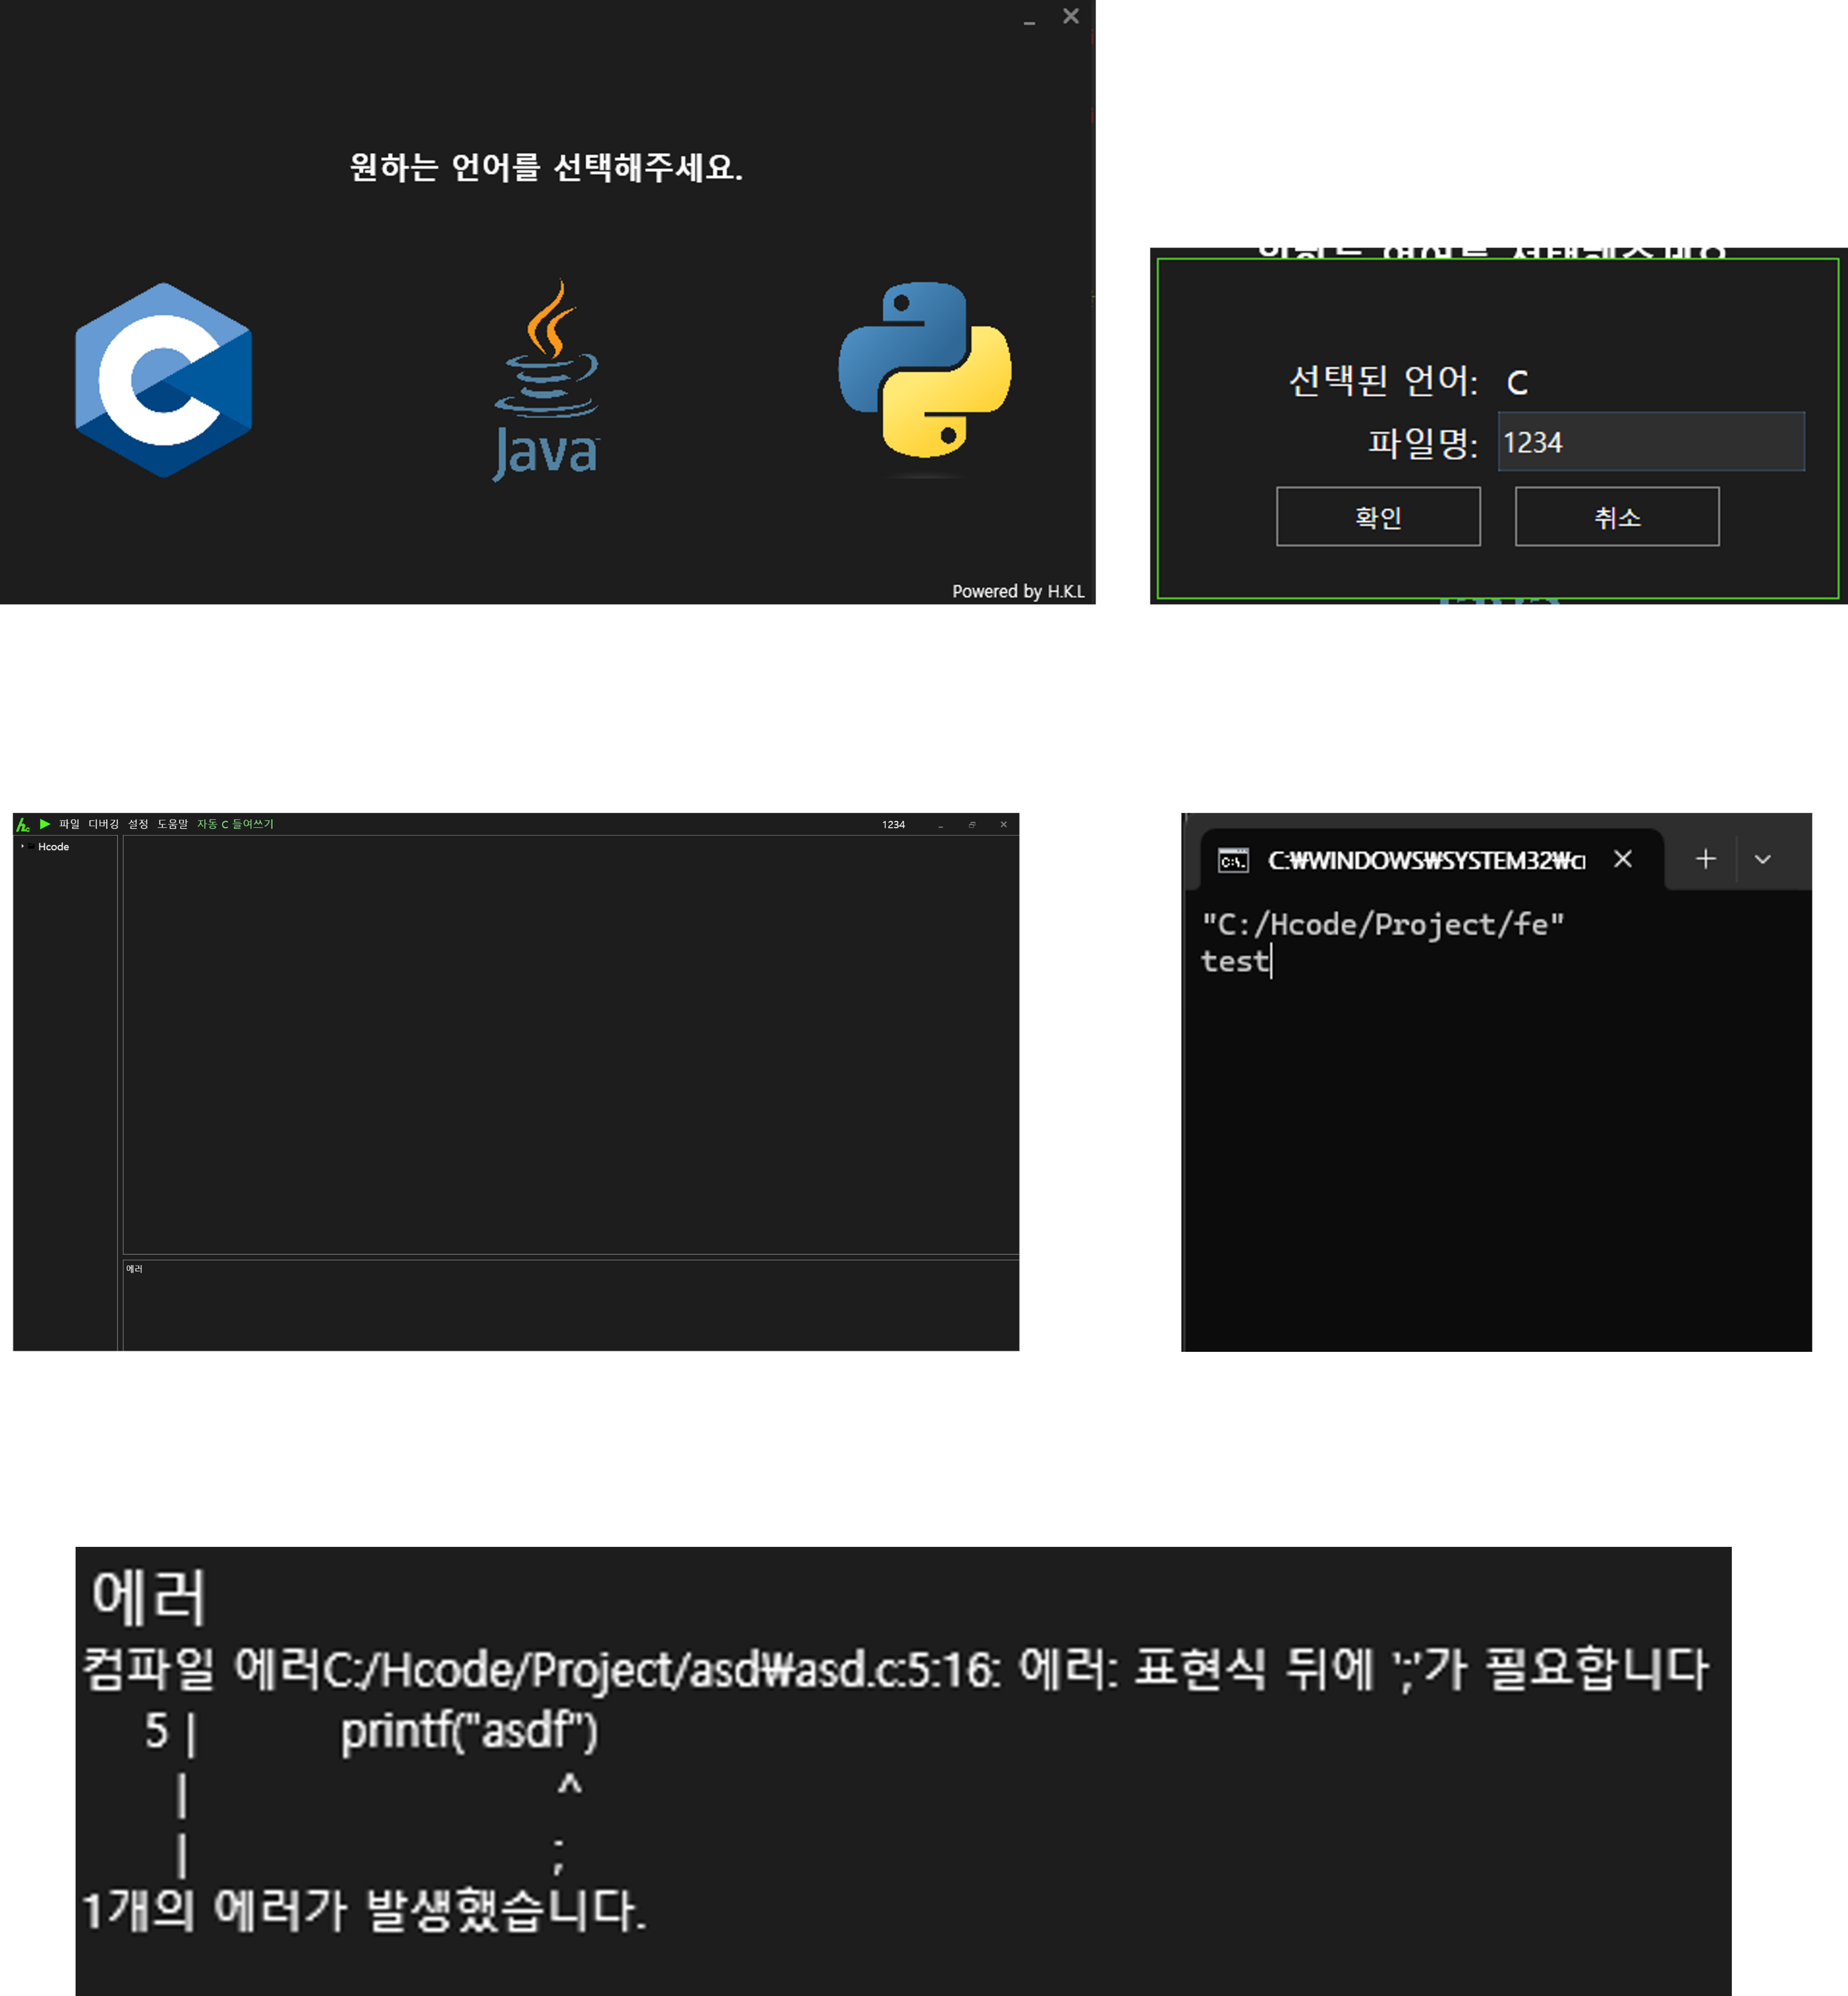 원하는 언어를 선택해주세요.
Java
Powered by H.K.L
선택된 언어: C
파일명: 1234
확인 취소
파일 디버깅 설정 도움말 자동 C 들여쓰기 1234
Hcode
에러
C:\WINDOWS\SYSTEM32\c
"C:/Hcode/Project/fe"
test
에러
컴파일 에러C:/Hcode/Project/asd\asd.c:5:16: 에러: 표현식 뒤에 ';'가 필요합니다
5 | printf("asdf")
| ^
| ;
1개의 에러가 발생했습니다.